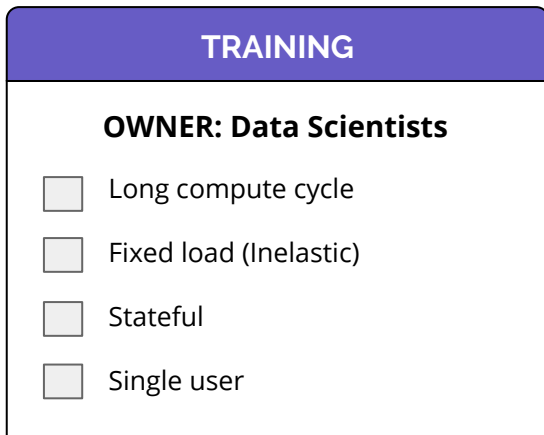 TRAINING
OWNER: Data Scientists
Long compute cycle
Fixed load (Inelastic)
Stateful
Single user